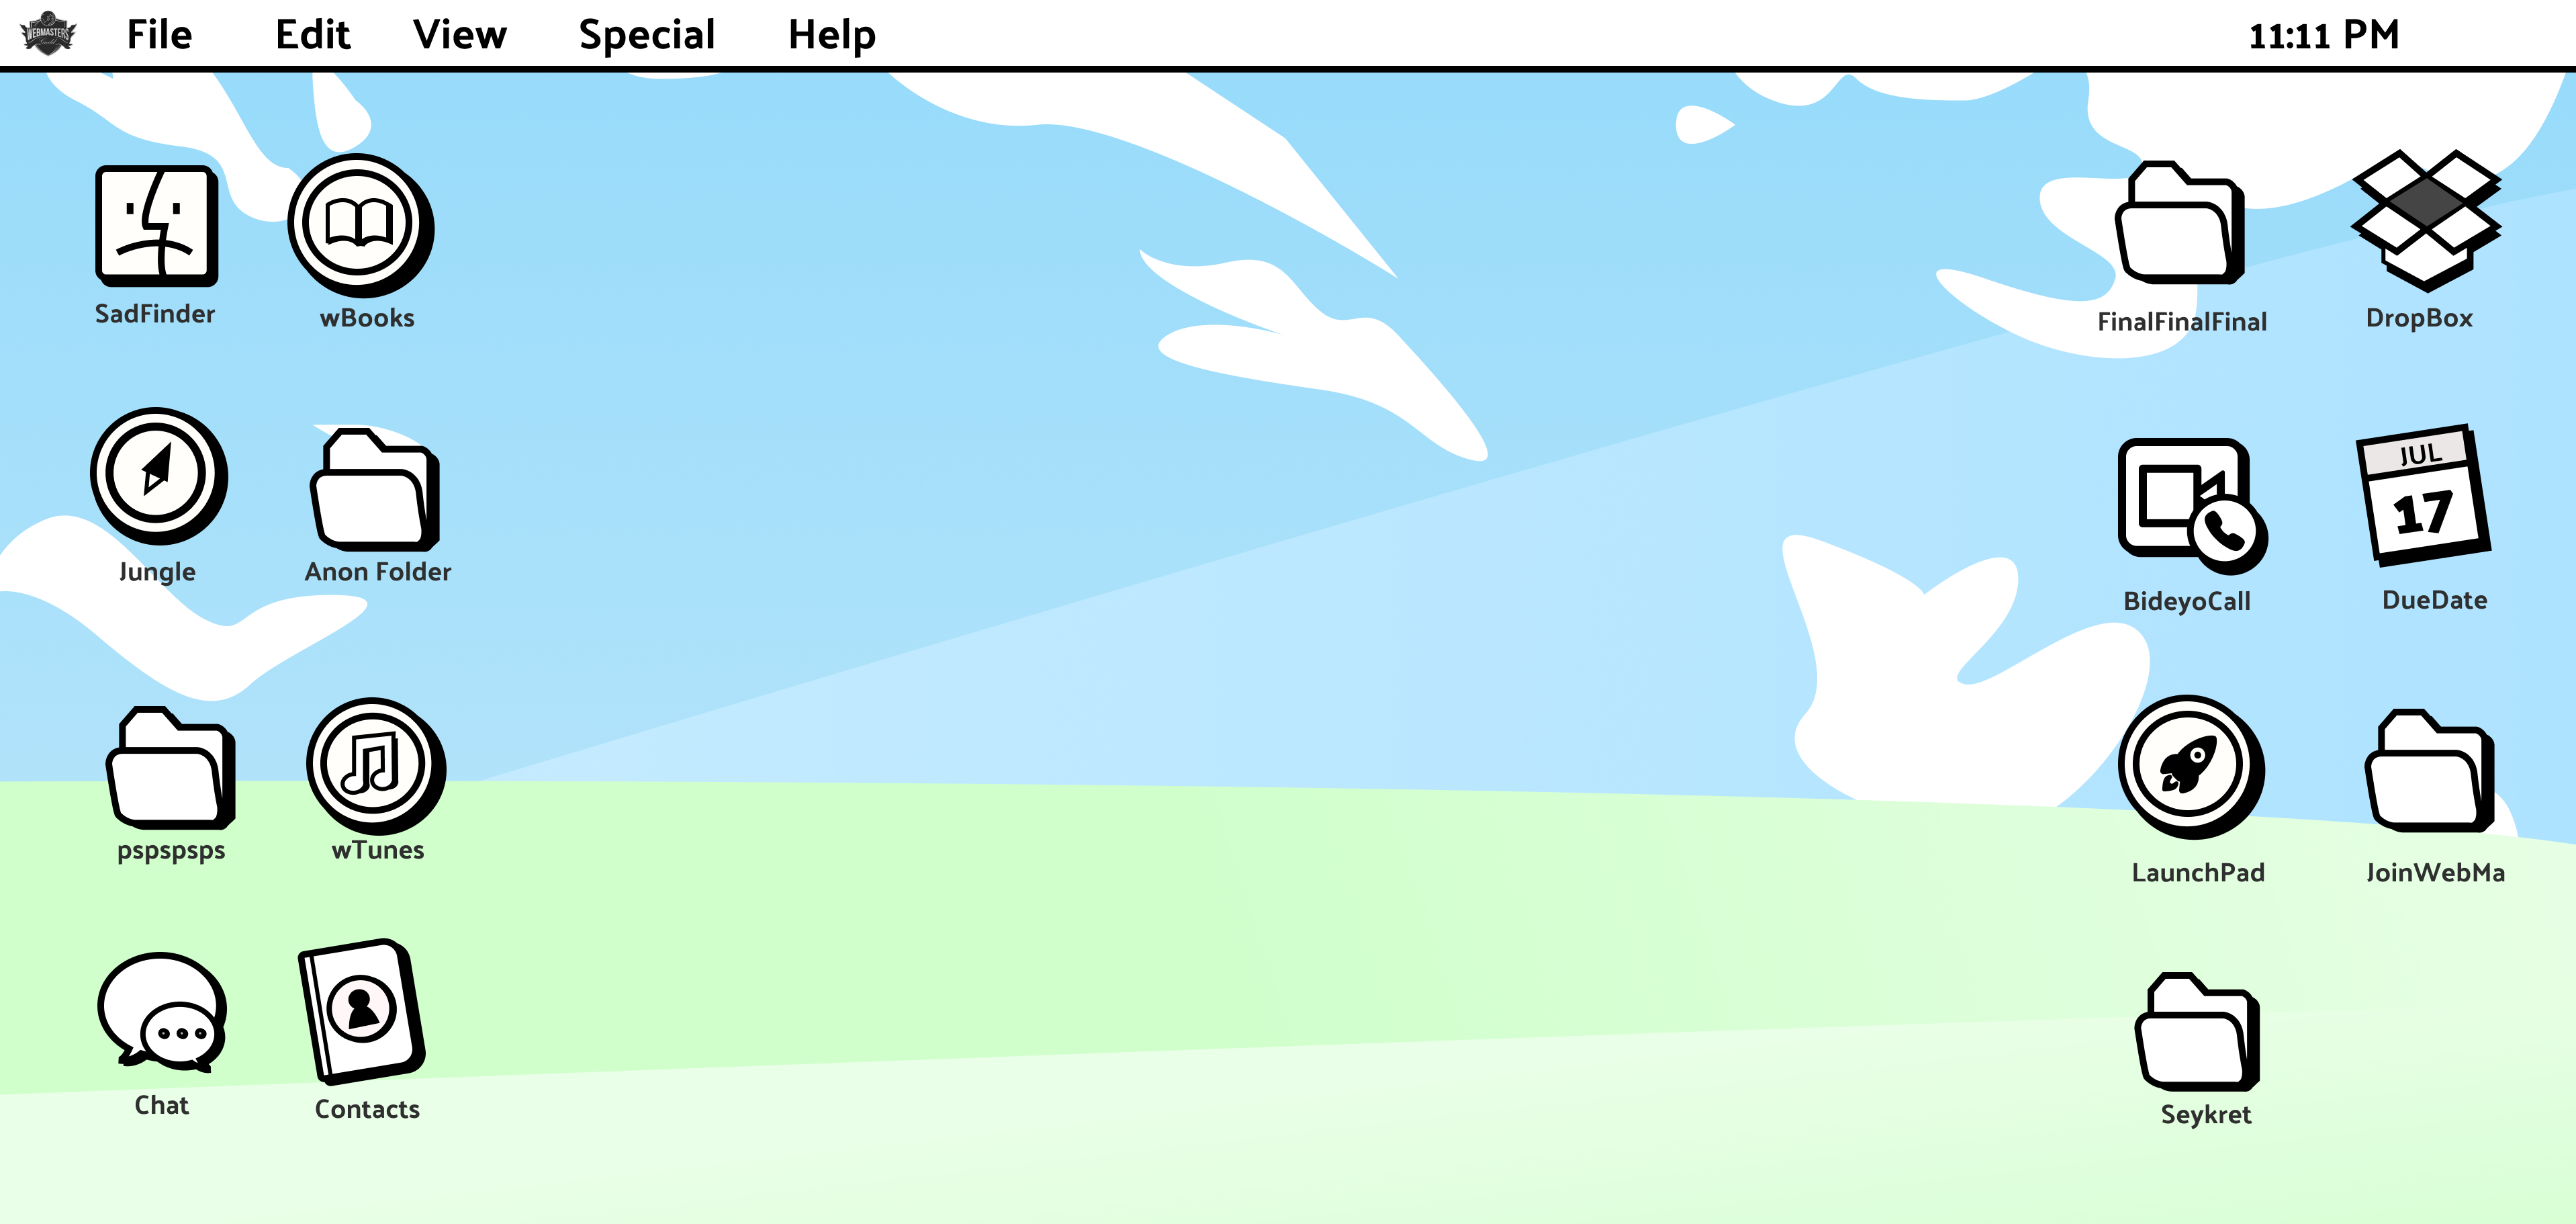 WEBMASTERS
Guild
File Edit View Special Help 11:11 PM
SadFinder wBooks FinalFinalFinal DropBox
JUL
17
Jungle Anon Folder BideyoCall DueDate
pspspsps wTunes LaunchPad JoinWebMa
Chat Contacts Seykret